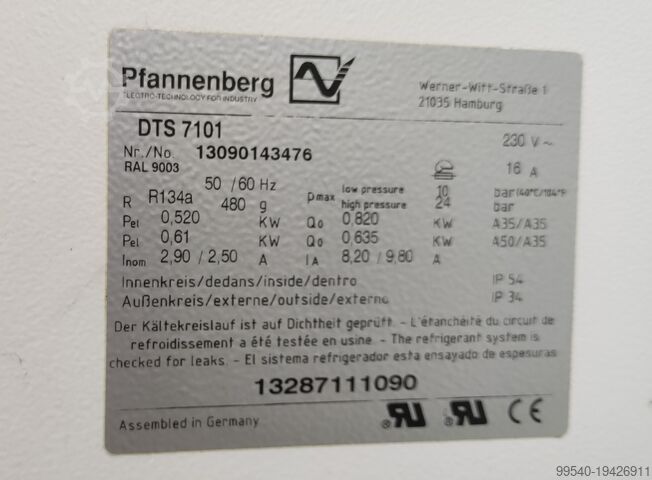 Pfannenberg
ELECTRO-TECHNOLOGY FOR INDUSTRY
Werner-Witt-Straße 1
21035 Hamburg
DTS 7101
230 V ~
Nr./No. 13090143476
16 A
RAL 9003
50 / 60 Hz
R R134a 480 g Pmax low pressure 10 bar (40°C/104°F)
high pressure 24 bar
Pel 0,520 KW Qo 0,820 KW A35/A35
Pel 0,61 KW Qo 0,635 KW A50/A35
Inom 2,90 / 2,50 A IA 8,20 / 9,80 A
Innenkreis/dedans/inside/dentro IP 54
Außenkreis/externe/outside/externo IP 34
Der Kältekreislauf ist auf Dichtheit geprüft. - L'étanchéité du circuit de
refroidissement a été testée en usine. - The refrigerant system is
checked for leaks. - El sistema refrigerador esta ensayado de espesuras
13287111090
Assembled in Germany
99540-19426911